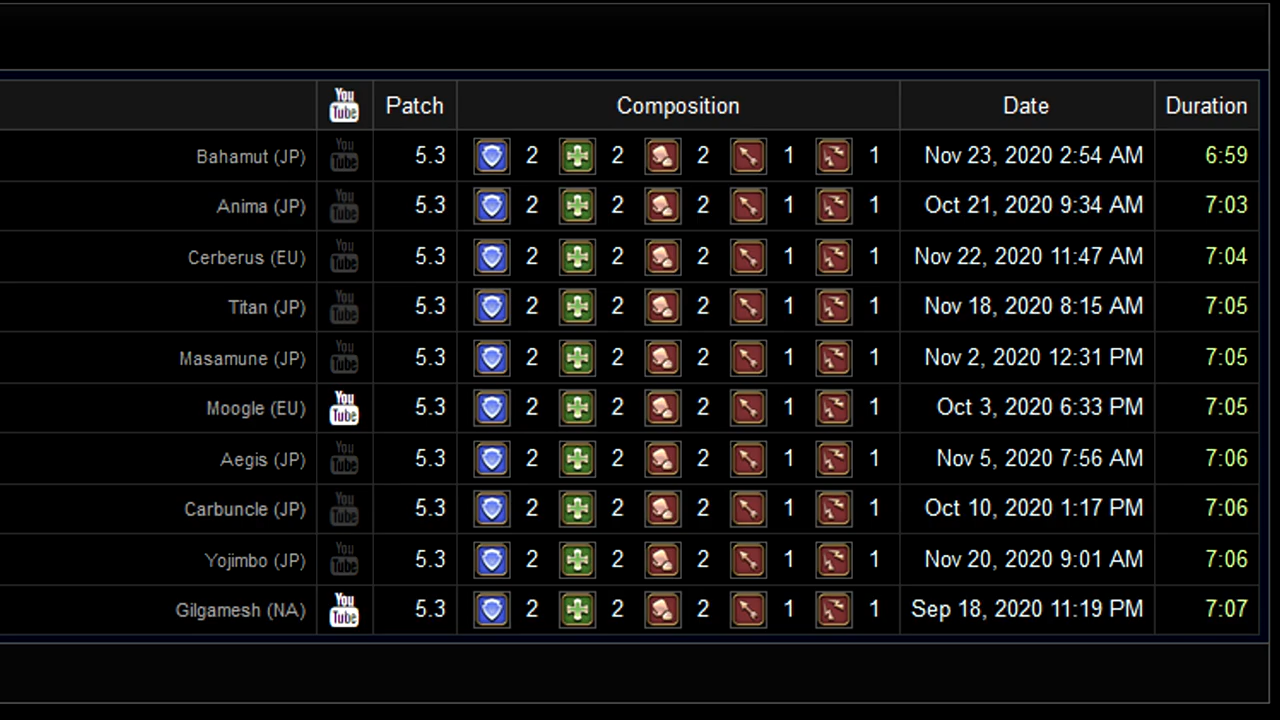 You Tube Patch Composition Date Duration
Bahamut (JP) You Tube 5.3 2 2 2 1 1 Nov 23, 2020 2:54 AM 6:59
Anima (JP) You Tube 5.3 2 2 2 1 1 Oct 21, 2020 9:34 AM 7:03
Cerberus (EU) You Tube 5.3 2 2 2 1 1 Nov 22, 2020 11:47 AM 7:04
Titan (JP) You Tube 5.3 2 2 2 1 1 Nov 18, 2020 8:15 AM 7:05
Masamune (JP) You Tube 5.3 2 2 2 1 1 Nov 2, 2020 12:31 PM 7:05
Moogle (EU) You Tube 5.3 2 2 2 1 1 Oct 3, 2020 6:33 PM 7:05
Aegis (JP) You Tube 5.3 2 2 2 1 1 Nov 5, 2020 7:56 AM 7:06
Carbuncle (JP) You Tube 5.3 2 2 2 1 1 Oct 10, 2020 1:17 PM 7:06
Yojimbo (JP) You Tube 5.3 2 2 2 1 1 Nov 20, 2020 9:01 AM 7:06
Gilgamesh (NA) You Tube 5.3 2 2 2 1 1 Sep 18, 2020 11:19 PM 7:07